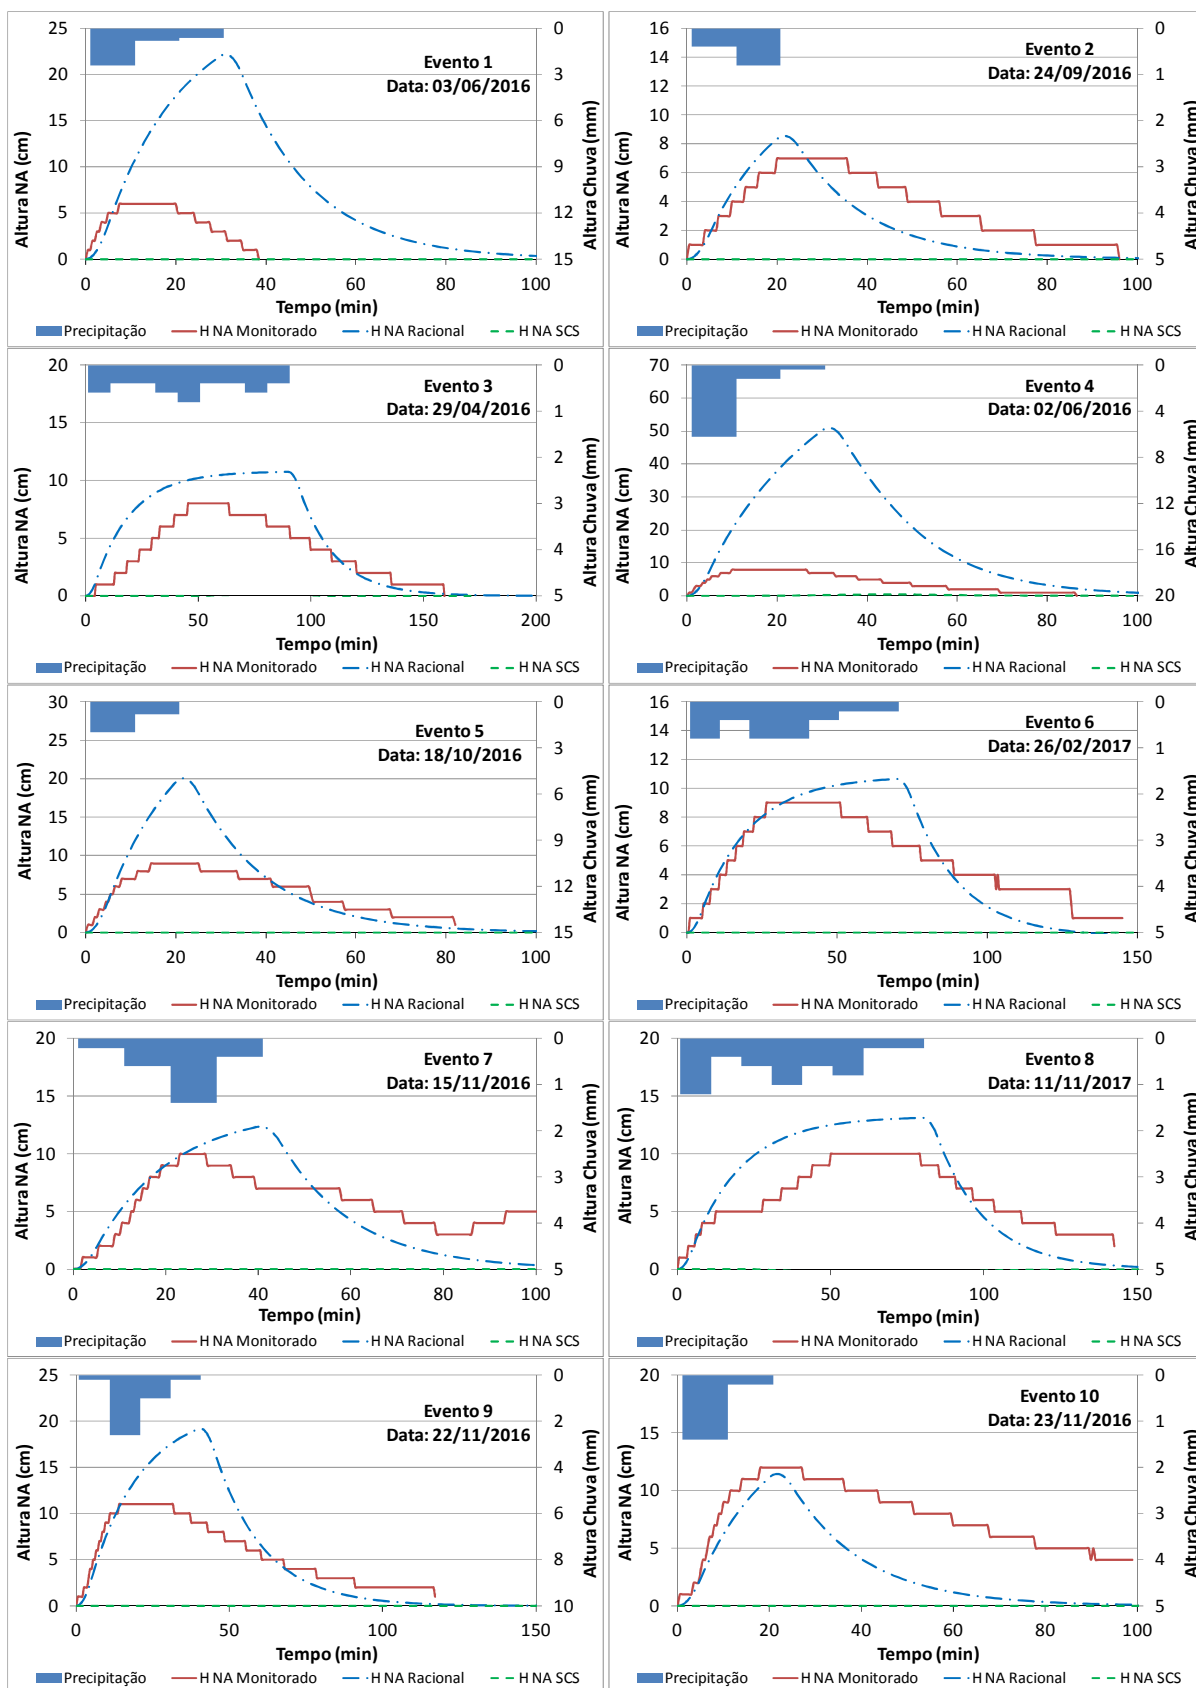 Evento 1
Data: 03/06/2016
Altura NA (cm)
25
20
15
10
5
0
0
3
6
9
12
15
Altura Chuva (mm)
0 20 40 60 80 100
Tempo (min)
Precipitação H NA Monitorado H NA Racional H NA SCS
Evento 2
Data: 24/09/2016
Altura NA (cm)
16
14
12
10
8
6
4
2
0
0
1
2
3
4
5
Altura Chuva (mm)
0 20 40 60 80 100
Tempo (min)
Precipitação H NA Monitorado H NA Racional H NA SCS
Evento 3
Data: 29/04/2016
Altura NA (cm)
20
15
10
5
0
0
1
2
3
4
5
Altura Chuva (mm)
0 50 100 150 200
Tempo (min)
Precipitação H NA Monitorado H NA Racional H NA SCS
Evento 4
Data: 02/06/2016
Altura NA (cm)
70
60
50
40
30
20
10
0
0
4
8
12
16
20
Altura Chuva (mm)
0 20 40 60 80 100
Tempo (min)
Precipitação H NA Monitorado H NA Racional H NA SCS
Evento 5
Data: 18/10/2016
Altura NA (cm)
30
25
20
15
10
5
0
0
3
6
9
12
15
Altura Chuva (mm)
0 20 40 60 80 100
Tempo (min)
Precipitação H NA Monitorado H NA Racional H NA SCS
Evento 6
Data: 26/02/2017
Altura NA (cm)
16
14
12
10
8
6
4
2
0
0
1
2
3
4
5
Altura Chuva (mm)
0 50 100 150
Tempo (min)
Precipitação H NA Monitorado H NA Racional H NA SCS
Evento 7
Data: 15/11/2016
Altura NA (cm)
20
15
10
5
0
0
1
2
3
4
5
Altura Chuva (mm)
0 20 40 60 80 100
Tempo (min)
Precipitação H NA Monitorado H NA Racional H NA SCS
Evento 8
Data: 11/11/2017
Altura NA (cm)
20
15
10
5
0
0
1
2
3
4
5
Altura Chuva (mm)
0 50 100 150
Tempo (min)
Precipitação H NA Monitorado H NA Racional H NA SCS
Evento 9
Data: 22/11/2016
Altura NA (cm)
25
20
15
10
5
0
0
2
4
6
8
10
Altura Chuva (mm)
0 50 100 150
Tempo (min)
Precipitação H NA Monitorado H NA Racional H NA SCS
Evento 10
Data: 23/11/2016
Altura NA (cm)
20
15
10
5
0
0
1
2
3
4
5
Altura Chuva (mm)
0 20 40 60 80 100
Tempo (min)
Precipitação H NA Monitorado H NA Racional H NA SCS